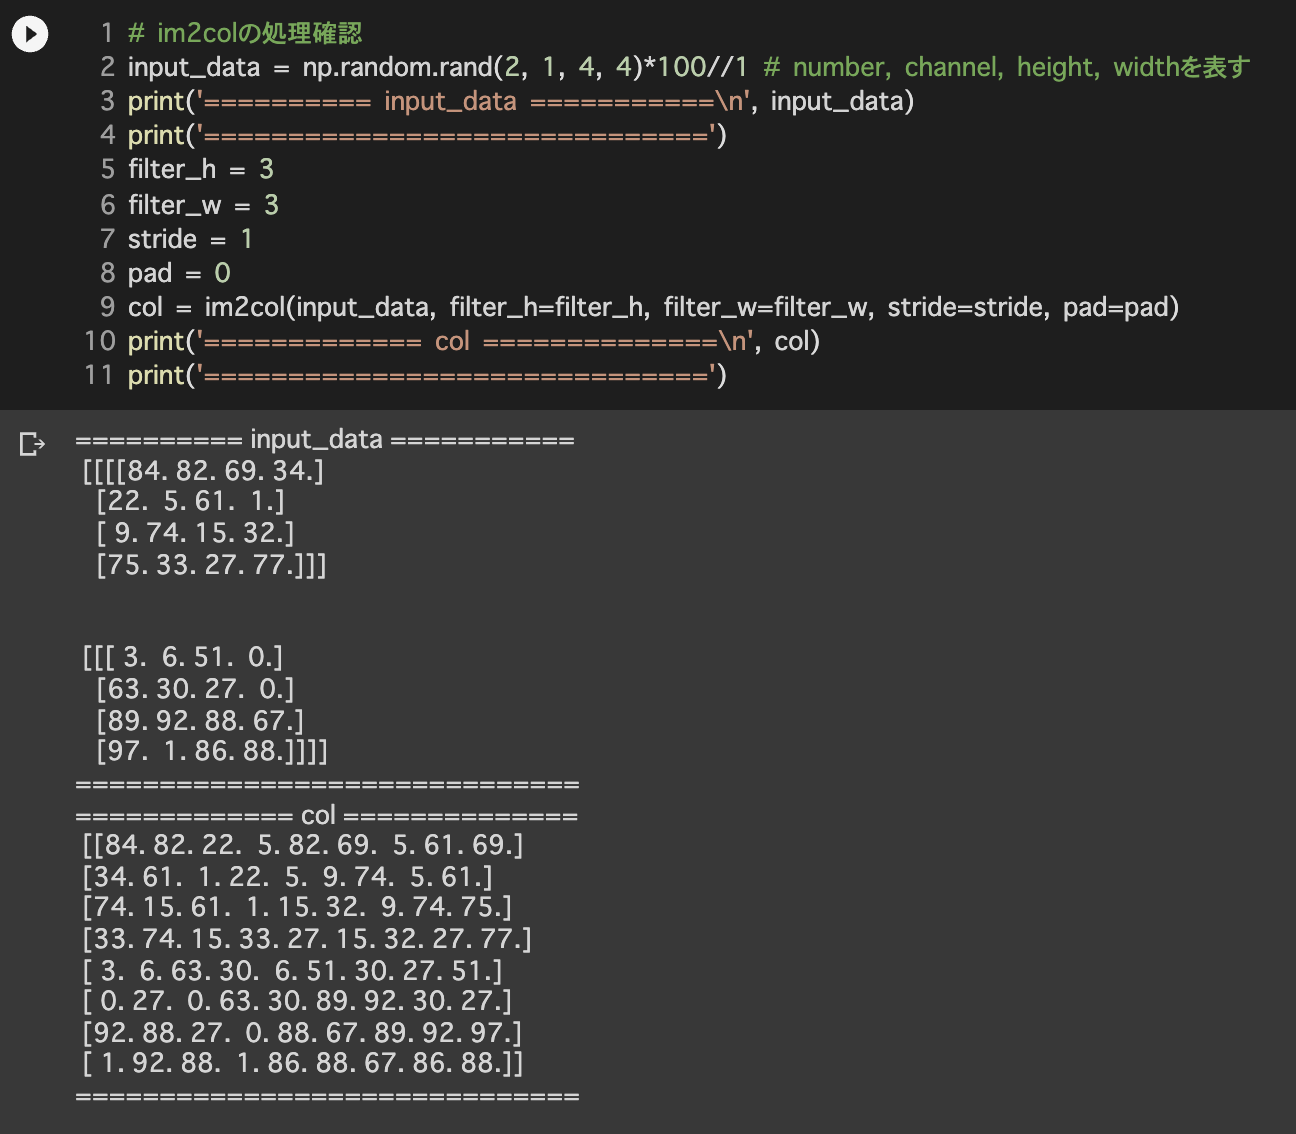 1 # im2colの処理確認
2 input_data = np.random.rand(2, 1, 4, 4)*100//1 # number, channel, height, widthを表す
3 print('========== input_data ===========\n', input_data)
4 print('==============================')
5 filter_h = 3
6 filter_w = 3
7 stride = 1
8 pad = 0
9 col = im2col(input_data, filter_h=filter_h, filter_w=filter_w, stride=stride, pad=pad)
10 print('============= col ==============\n', col)
11 print('==============================')
========== input_data ===========
[[[[84. 82. 69. 34.]
[22. 5. 61. 1.]
[ 9. 74. 15. 32.]
[75. 33. 27. 77.]]]
[[[ 3. 6. 51. 0.]
[63. 30. 27. 0.]
[89. 92. 88. 67.]
[97. 1. 86. 88.]]]]
==============================
============= col ==============
[[84. 82. 22. 5. 82. 69. 5. 61. 69.]
[34. 61. 1. 22. 5. 9. 74. 5. 61.]
[74. 15. 61. 1. 15. 32. 9. 74. 75.]
[33. 74. 15. 33. 27. 15. 32. 27. 77.]
[ 3. 6. 63. 30. 6. 51. 30. 27. 51.]
[ 0. 27. 0. 63. 30. 89. 92. 30. 27.]
[92. 88. 27. 0. 88. 67. 89. 92. 97.]
[ 1. 92. 88. 1. 86. 88. 67. 86. 88.]]
==============================